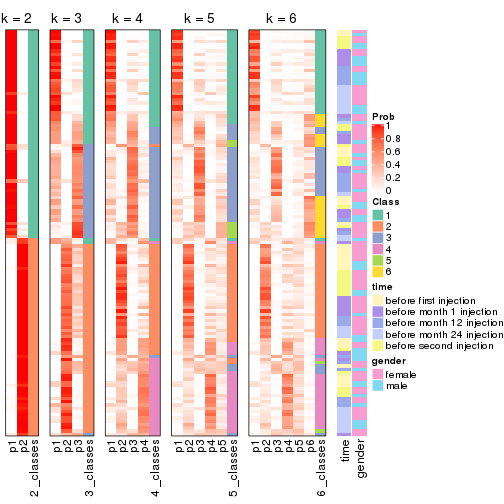 k = 2 k = 3 k = 4 k = 5 k = 6
Prob
1
0.8
0.6
0.4
0.2
0
Class
1
2
3
4
5
6
time
before first injection
before month 1 injection
before month 12 injection
before month 24 injection
before second injection
gender
female
male
p1 p2 2_classes p1 p2 p3 3_classes p1 p2 p3 p4 4_classes p1 p2 p3 p4 p5 5_classes p1 p2 p3 p4 p5 p6 6_classes time gender